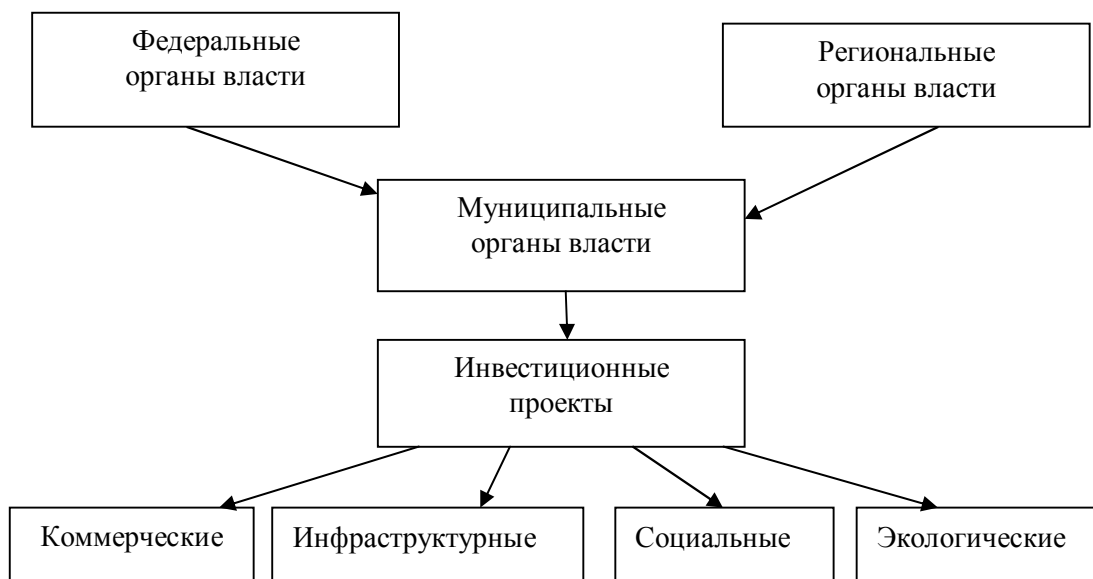 Федеральные
органы власти
Региональные
органы власти
Муниципальные
органы власти
Инвестиционные
проекты
Коммерческие
Инфраструктурные
Социальные
Экологические